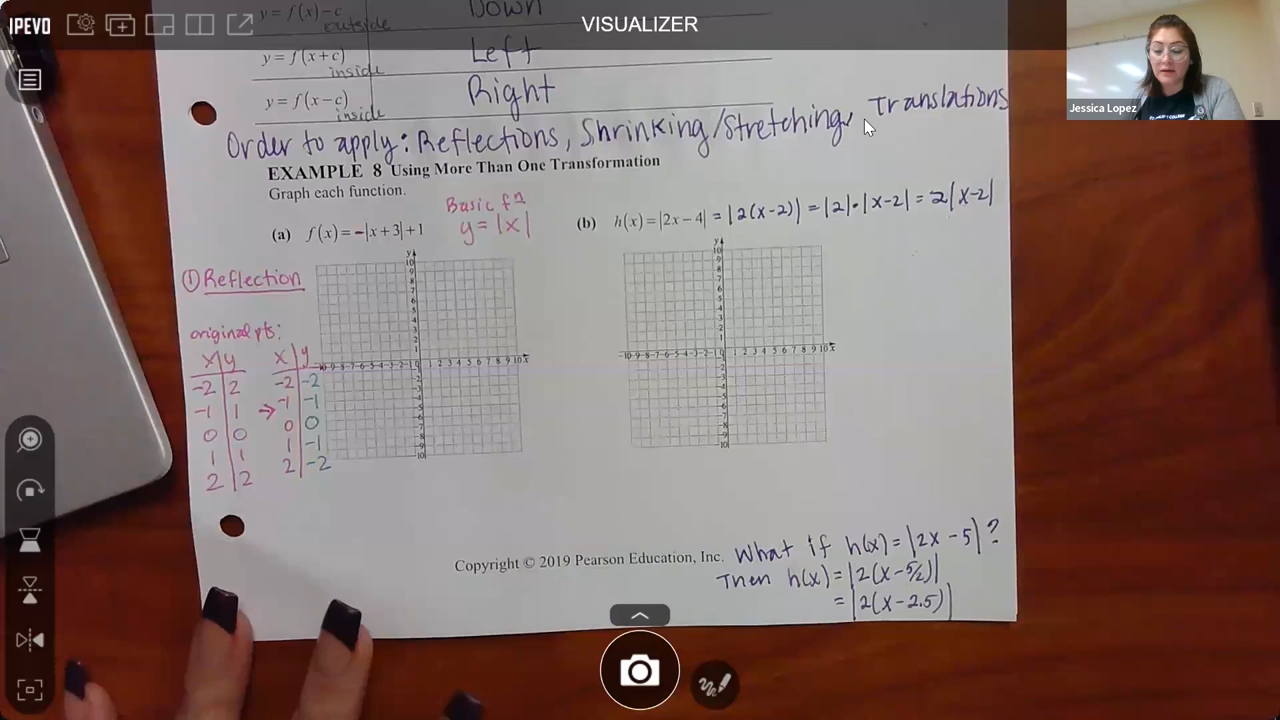 IPEVO
VISUALIZER
Jessica Lopez
y = f(x) − c outside Down
y = f(x + c) inside Left
y = f(x − c) inside Right
Order to apply: Reflections, Shrinking/Stretching, Translations
EXAMPLE 8 Using More Than One Transformation
Graph each function.
Basic fn
y = |x|
(a) f(x) = −|x + 3| + 1
(b) h(x) = |2x − 4| = |2(x−2)| = |2|·|x−2| = 2|x−2|
① Reflection
original pts:
x y x y
-2 2 -2 -2
-1 1 → -1 -1
0 0 0 0
1 1 1 -1
2 2 2 -2
What if h(x) = |2x − 5| ?
Copyright © 2019 Pearson Education, Inc.
Then h(x) = |2(x − 5/2)|
= |2(x − 2.5)|